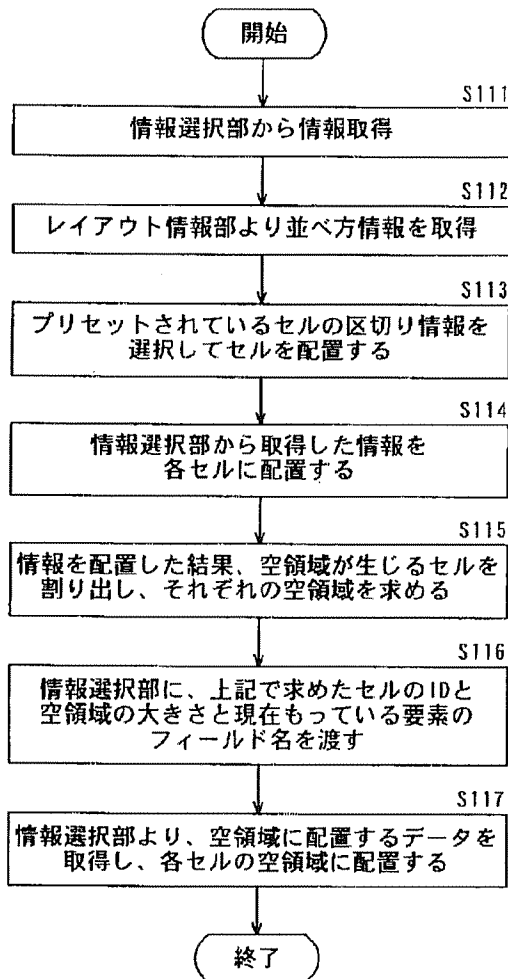 開始
S111
情報選択部から情報取得
S112
レイアウト情報部より並べ方情報を取得
S113
プリセットされているセルの区切り情報を
選択してセルを配置する
S114
情報選択部から取得した情報を
各セルに配置する
S115
情報を配置した結果、空領域が生じるセルを
割り出し、それぞれの空領域を求める
S116
情報選択部に、上記で求めたセルのIDと
空領域の大きさと現在もっている要素の
フィールド名を渡す
S117
情報選択部より、空領域に配置するデータを
取得し、各セルの空領域に配置する
終了